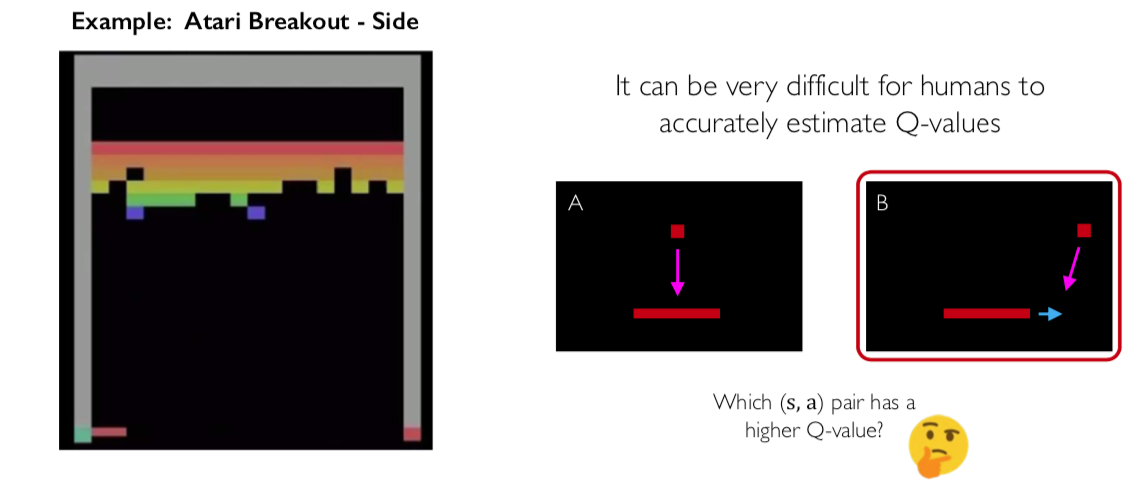 Example: Atari Breakout - Side
It can be very difficult for humans to
accurately estimate Q-values
A
B
Which (s, a) pair has a
higher Q-value?